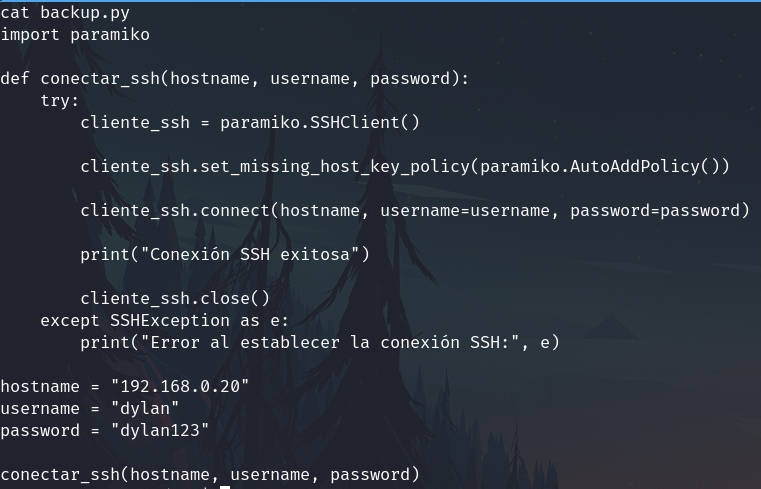 cat backup.py
import paramiko
def conectar_ssh(hostname, username, password):
    try:
        cliente_ssh = paramiko.SSHClient()
        cliente_ssh.set_missing_host_key_policy(paramiko.AutoAddPolicy())
        cliente_ssh.connect(hostname, username=username, password=password)
        print("Conexión SSH exitosa")
        cliente_ssh.close()
    except SSHException as e:
        print("Error al establecer la conexión SSH:", e)
hostname = "192.168.0.20"
username = "dylan"
password = "dylan123"
conectar_ssh(hostname, username, password)